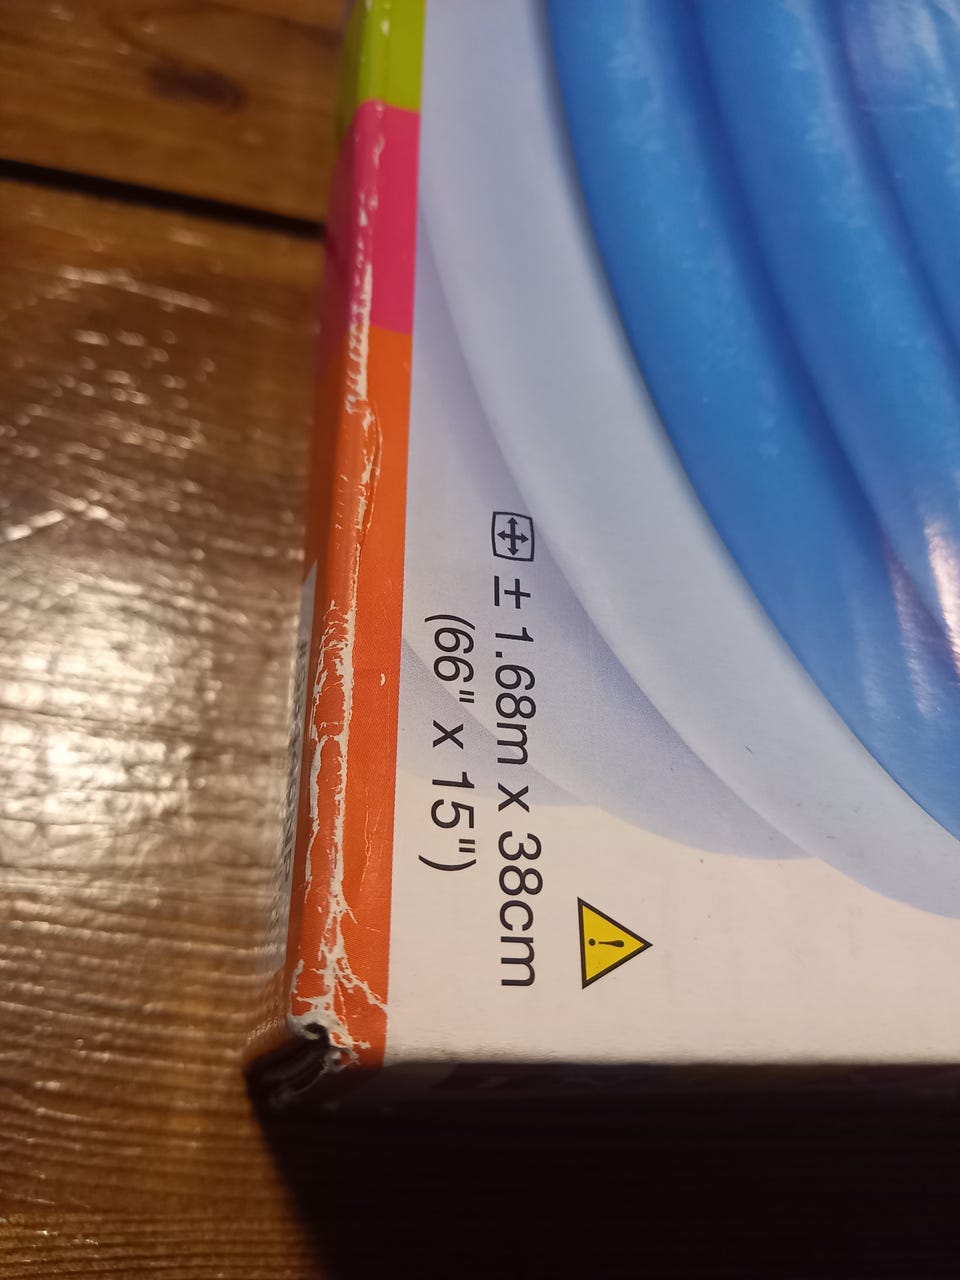 ± 1.68m x 38cm
(66" x 15")
!